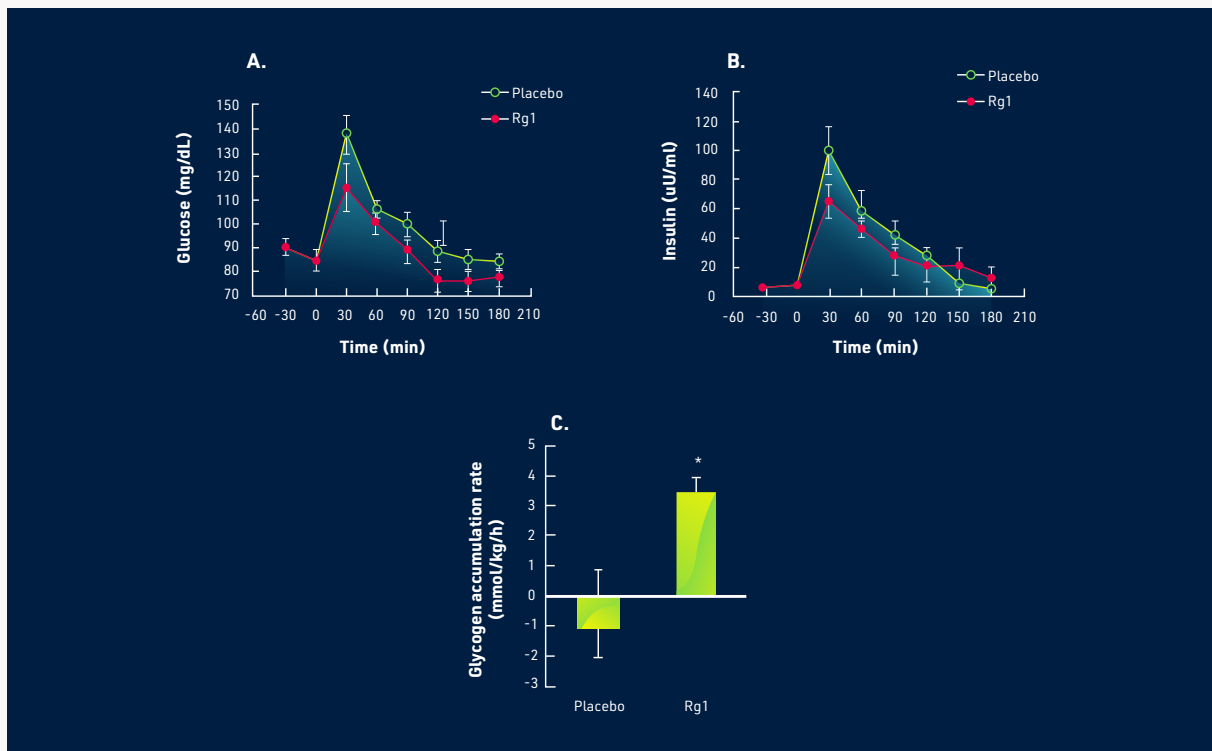 A.
Placebo
Rg1
Glucose (mg/dL)
150
140
130
120
110
100
90
80
70
-60 -30 0 30 60 90 120 150 180 210
Time (min)
B.
Placebo
Rg1
Insulin (uU/ml)
140
120
100
80
60
40
20
0
-60 -30 0 30 60 90 120 150 180 210
Time (min)
C.
Glycogen accumulation rate
(mmol/kg/h)
5
4
3
2
1
0
-1
-2
-3
*
Placebo Rg1